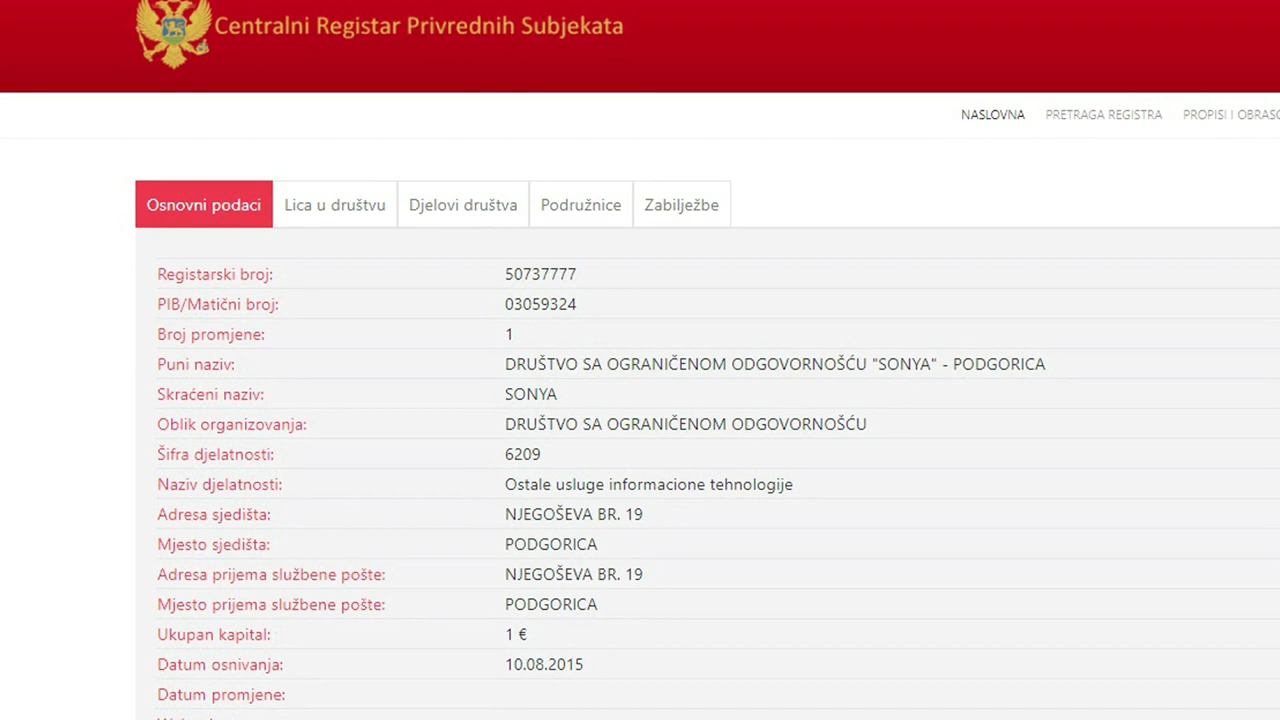 Centralni Registar Privrednih Subjekata
NASLOVNA PRETRAGA REGISTRA PROPISI I
Osnovni podaci Lica u društvu Djelovi društva Podružnice Zabilježbe
Registarski broj: 50737777
PIB/Matični broj: 03059324
Broj promjene: 1
Puni naziv: DRUŠTVO SA OGRANIČENOM ODGOVORNOŠĆU "SONYA" - PODGORICA
Skraćeni naziv: SONYA
Oblik organizovanja: DRUŠTVO SA OGRANIČENOM ODGOVORNOŠĆU
Šifra djelatnosti: 6209
Naziv djelatnosti: Ostale usluge informacione tehnologije
Adresa sjedišta: NJEGOŠEVA BR. 19
Mjesto sjedišta: PODGORICA
Adresa prijema službene pošte: NJEGOŠEVA BR. 19
Mjesto prijema službene pošte: PODGORICA
Ukupan kapital: 1 €
Datum osnivanja: 10.08.2015
Datum promjene: